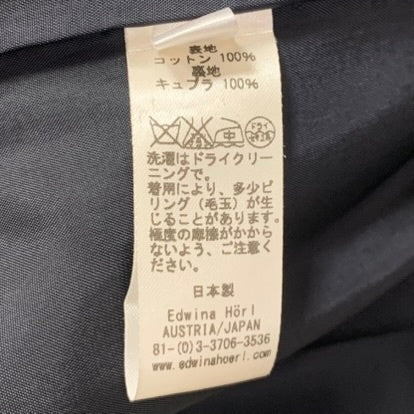 表地
コットン 100%
裏地
キュプラ 100%
ドライ
洗濯はドライクリー
ニングで。
着用により、多少ピ
リング（毛玉）が生
じることがあります。
極度の摩擦がかから
ないよう、ご注意く
ださい。
日本製
Edwina Hörl
AUSTRIA/JAPAN
81-(0)3-3706-3536
www.edwinahoerl.com